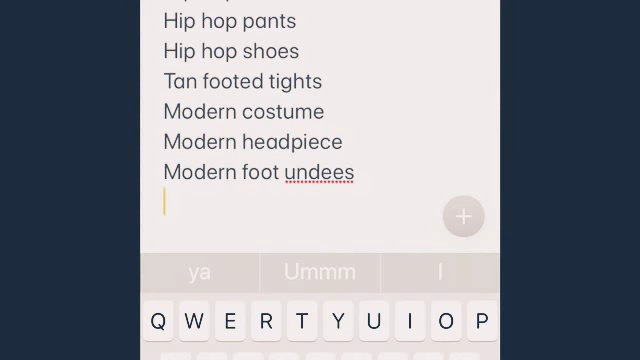 Hip hop pants
Hip hop shoes
Tan footed tights
Modern costume
Modern headpiece
Modern foot undees
+
ya Ummm I
Q W E R T Y U I O P